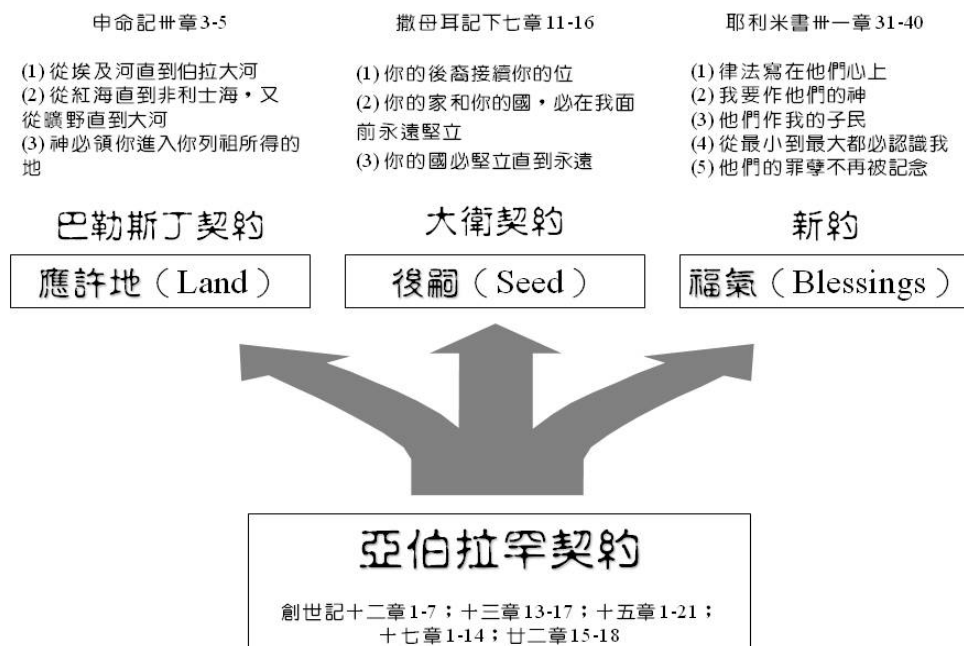 申命記卅章3-5
(1) 從埃及河直到伯拉大河
(2) 從紅海直到非利士海，又
從曠野直到大河
(3) 神必領你進入你列祖所得的
地
巴勒斯丁契約
應許地（Land）
撒母耳記下七章11-16
(1) 你的後裔接續你的位
(2) 你的家和你的國，必在我面
前永遠堅立
(3) 你的國必堅立直到永遠
大衛契約
後嗣（Seed）
耶利米書卅一章31-40
(1) 律法寫在他們心上
(2) 我要作他們的神
(3) 他們作我的子民
(4) 從最小到最大都必認識我
(5) 他們的罪孽不再被記念
新約
福氣（Blessings）
亞伯拉罕契約
創世記十二章1-7；十三章13-17；十五章1-21；
十七章1-14；廿二章15-18